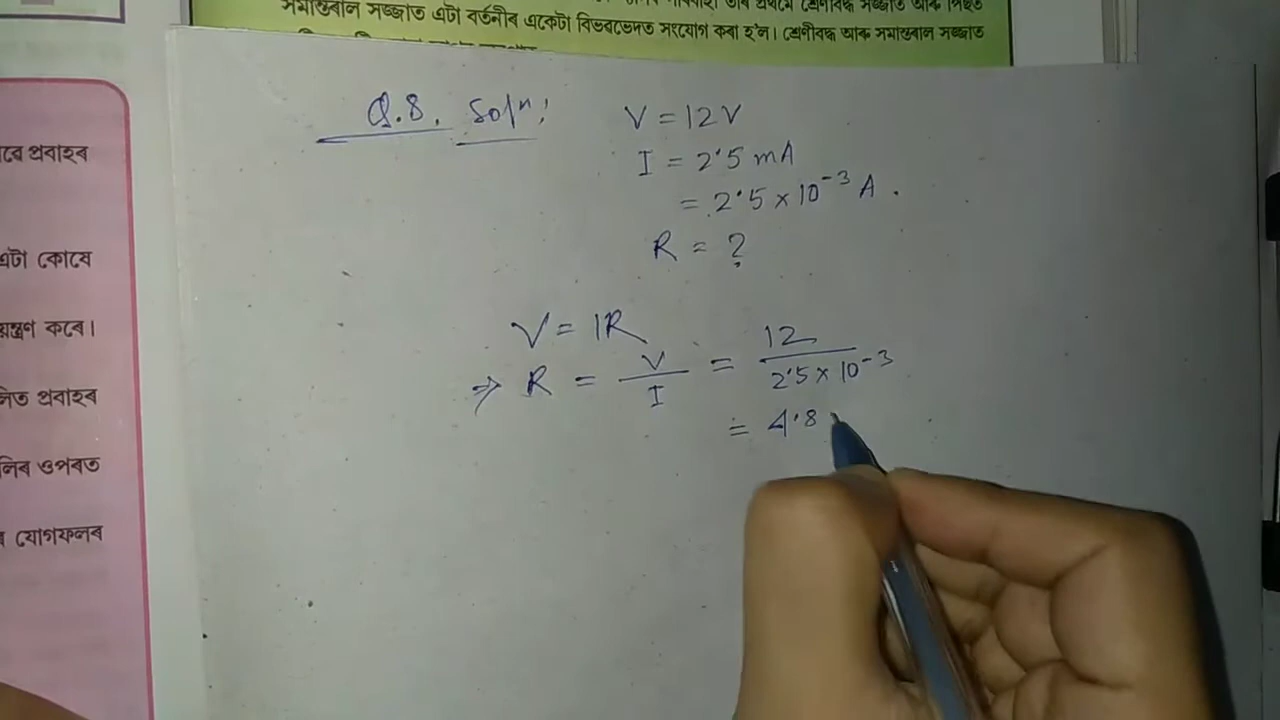 সমান্তৰাল সজ্জাত এটা বৰ্তনীৰ একেটা বিভৱভেদত সংযোগ কৰা হ'ল। শ্ৰেণীবদ্ধ আৰু সমান্তৰাল সজ্জাত
প্ৰবাহৰ
এটা কোষে
কৰে।
প্ৰবাহৰ
ওপৰত
যোগফলৰ
Q.8. Solⁿ:
V = 12V
I = 2.5 mA
= 2.5 × 10⁻³ A.
R = ?
V = IR
⇒ R = V/I = 12/2.5 × 10⁻³
= 4.8